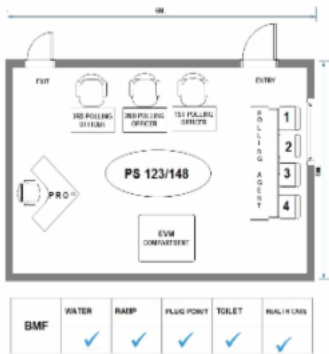 EXIT
ENTRY
3RD POLLING
OFFICER
2ND POLLING
OFFICER
1ST POLLING
OFFICER
POLLING AGENT
1
2
3
4
PRO
PS 123/148
EVM
COMPARTMENT
BMF
WATER
RAMP
PLUG POINT
TOILET
HEALTH CARE